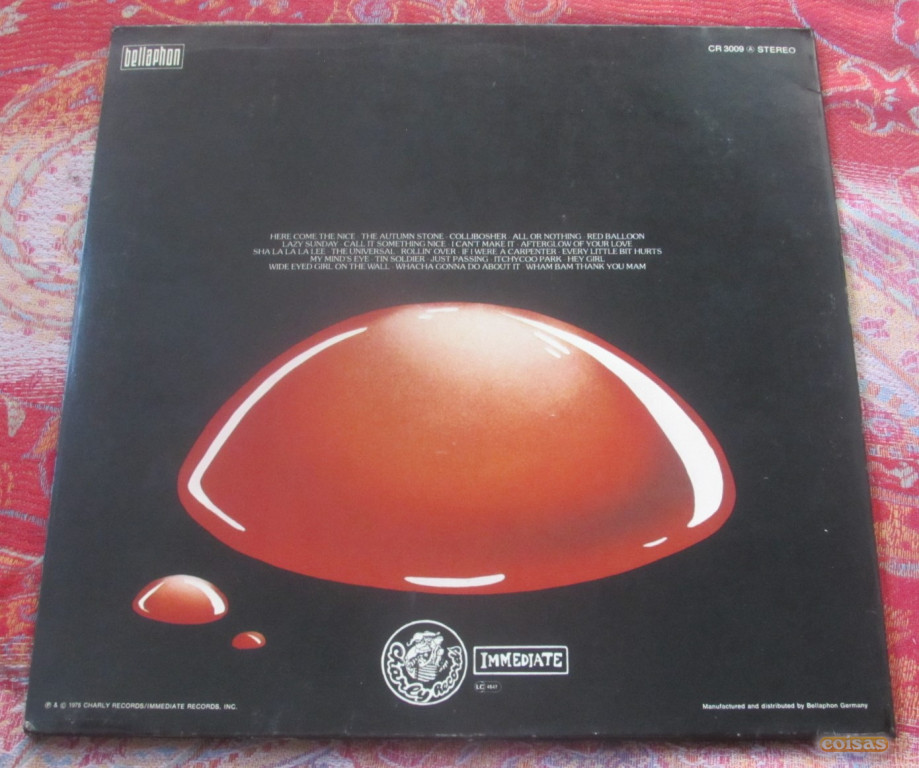 bellaphon
CR 3009 Ⓐ STEREO
HERE COME THE NICE · THE AUTUMN STONE · COLLIBOSHER · ALL OR NOTHING · RED BALLOON
LAZY SUNDAY · CALL IT SOMETHING NICE · I CAN'T MAKE IT · AFTERGLOW OF YOUR LOVE
SHA LA LA LA LEE · THE UNIVERSAL · ROLLIN' OVER · IF I WERE A CARPENTER · EVERY LITTLE BIT HURTS
MY MIND'S EYE · TIN SOLDIER · JUST PASSING · ITCHYCOO PARK · HEY GIRL
WIDE EYED GIRL ON THE WALL · WHACHA GONNA DO ABOUT IT · WHAM BAM THANK YOU MAM
Charly Records
IMMEDIATE
LC
℗ & © 1976 CHARLY RECORDS/IMMEDIATE RECORDS, INC.
Manufactured and distributed by Bellaphon Germany
coisas